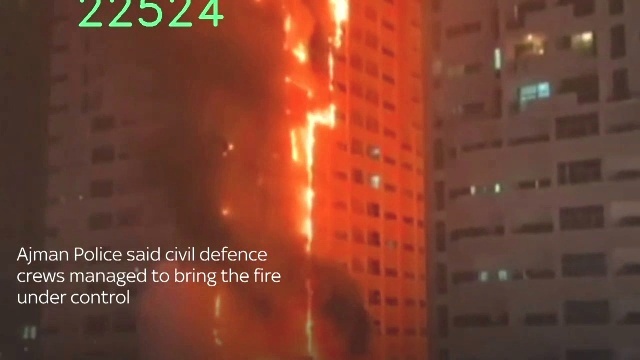 22524
Ajman Police said civil defence
crews managed to bring the fire
under control